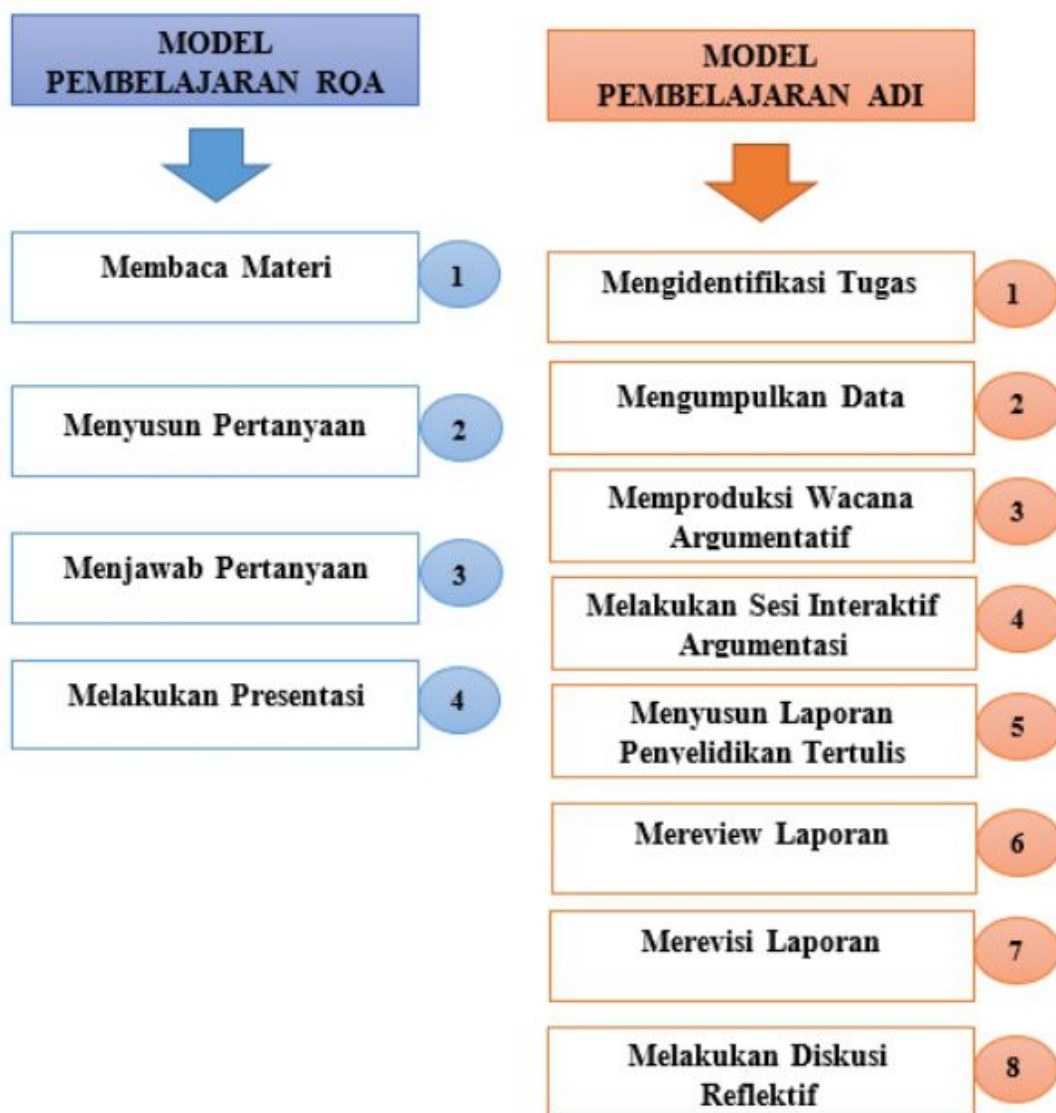 MODEL
PEMBELAJARAN RQA
Membaca Materi
1
Menyusun Pertanyaan
2
Menjawab Pertanyaan
3
Melakukan Presentasi
4
MODEL
PEMBELAJARAN ADI
Mengidentifikasi Tugas
1
Mengumpulkan Data
2
Memproduksi Wacana
Argumentatif
3
Melakukan Sesi Interaktif
Argumentasi
4
Menyusun Laporan
Penyelidikan Tertulis
5
Mereview Laporan
6
Merevisi Laporan
7
Melakukan Diskusi
Reflektif
8